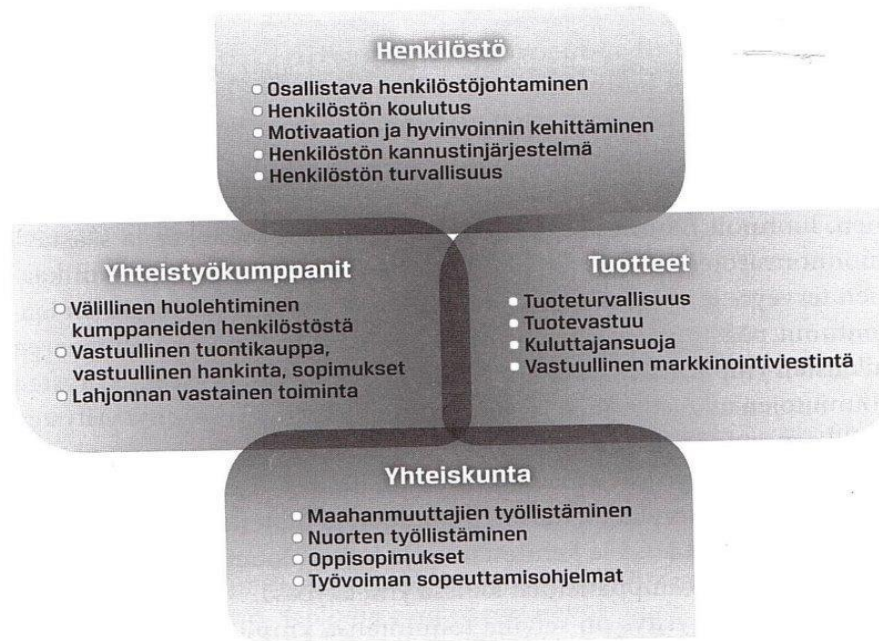 Henkilöstö
Osallistava henkilöstöjohtaminen
Henkilöstön koulutus
Motivaation ja hyvinvoinnin kehittäminen
Henkilöstön kannustinjärjestelmä
Henkilöstön turvallisuus
Yhteistyökumppanit
Välillinen huolehtiminen
kumppaneiden henkilöstöstä
Vastuullinen tuontikauppa,
vastuullinen hankinta, sopimukset
Lahjonnan vastainen toiminta
Tuotteet
Tuoteturvallisuus
Tuotevastuu
Kuluttajansuoja
Vastuullinen markkinointiviestintä
Yhteiskunta
Maahanmuuttajien työllistäminen
Nuorten työllistäminen
Oppisopimukset
Työvoiman sopeuttamisohjelmat